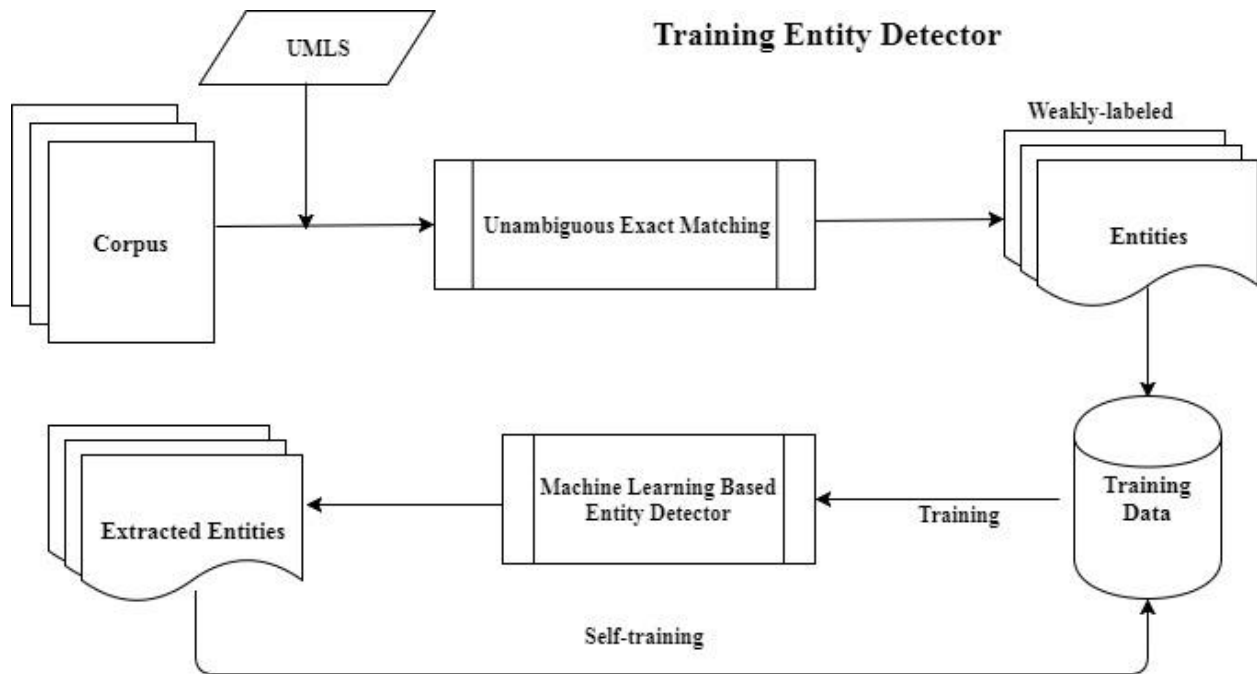 UMLS
Training Entity Detector
Weakly-labeled
Corpus
Unambiguous Exact Matching
Entities
Extracted Entities
Machine Learning Based
Entity Detector
Training
Training
Data
Self-training